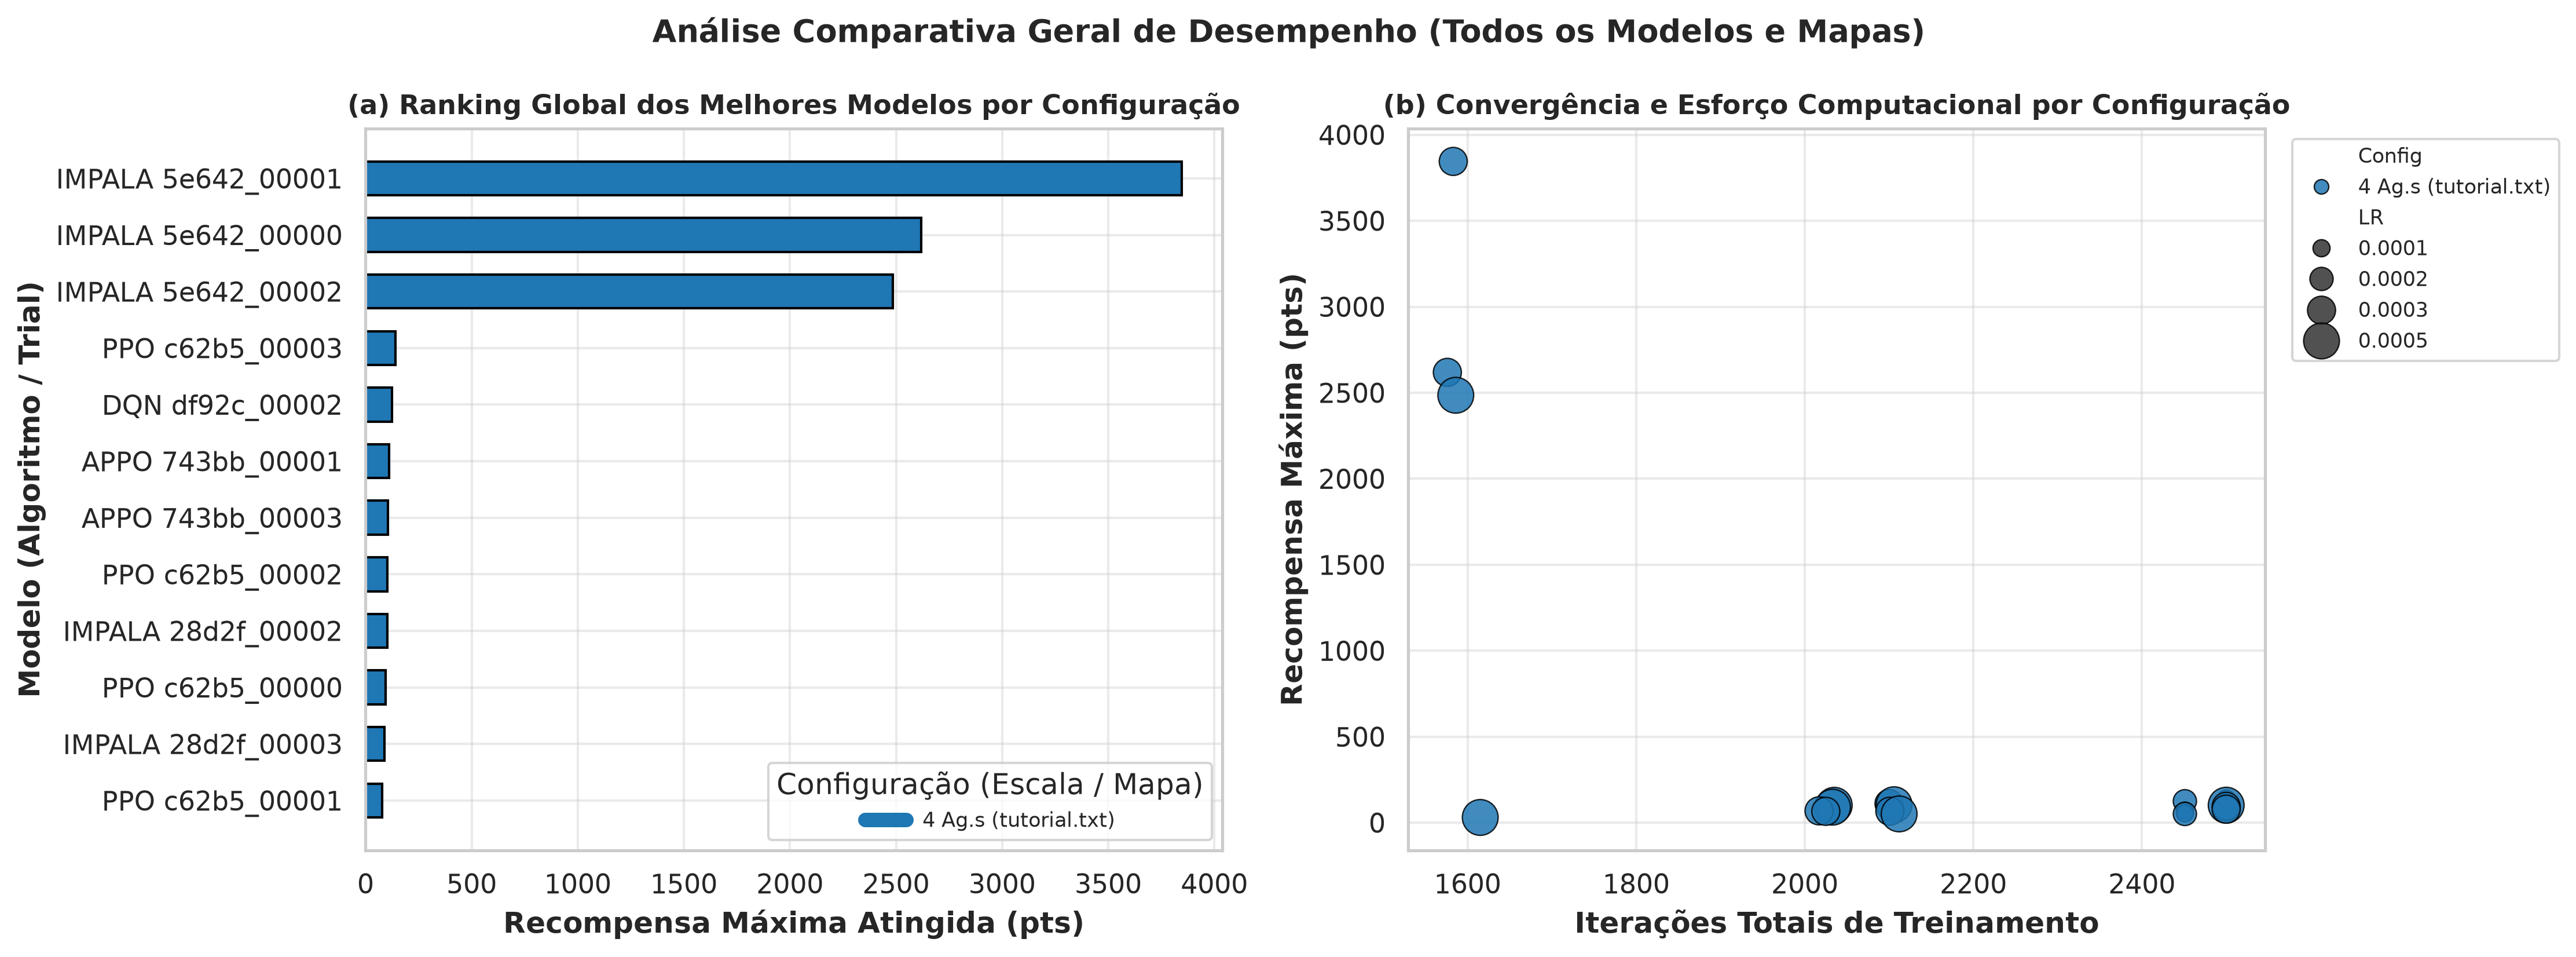 Análise Comparativa Geral de Desempenho (Todos os Modelos e Mapas)
(a) Ranking Global dos Melhores Modelos por Configuração
Modelo (Algoritmo / Trial)
IMPALA 5e642_00001
IMPALA 5e642_00000
IMPALA 5e642_00002
PPO c62b5_00003
DQN df92c_00002
APPO 743bb_00001
APPO 743bb_00003
PPO c62b5_00002
IMPALA 28d2f_00002
PPO c62b5_00000
IMPALA 28d2f_00003
PPO c62b5_00001
Configuração (Escala / Mapa)
4 Ag.s (tutorial.txt)
0 500 1000 1500 2000 2500 3000 3500 4000
Recompensa Máxima Atingida (pts)
(b) Convergência e Esforço Computacional por Configuração
Recompensa Máxima (pts)
4000
3500
3000
2500
2000
1500
1000
500
0
1600 1800 2000 2200 2400
Iterações Totais de Treinamento
Config
4 Ag.s (tutorial.txt)
LR
0.0001
0.0002
0.0003
0.0005